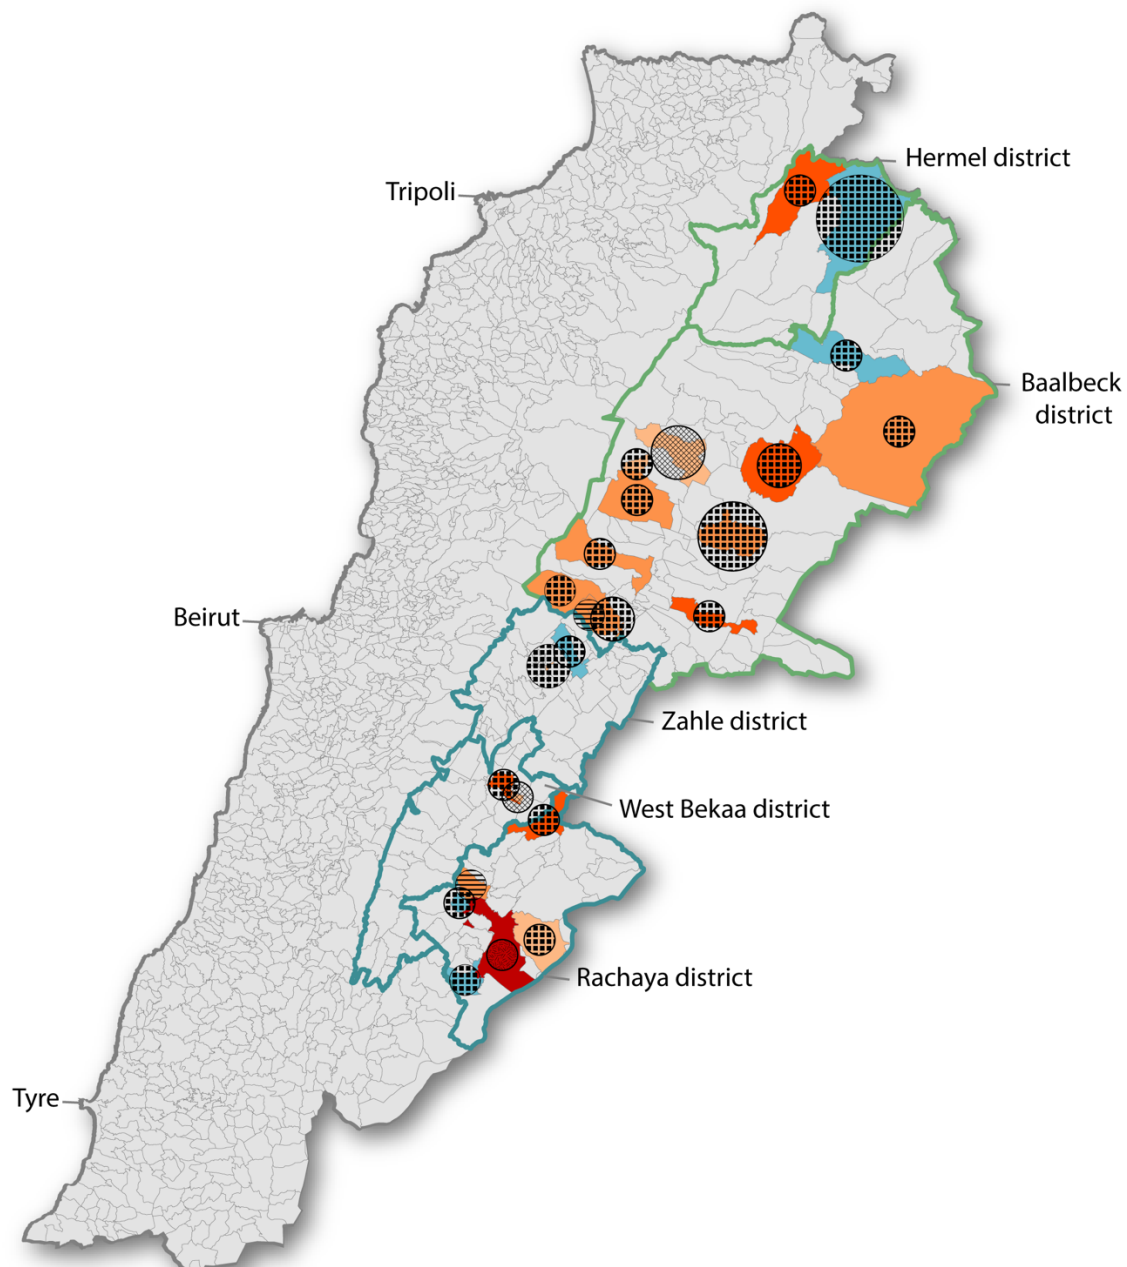 Hermel district
Tripoli
Baalbeck
district
Beirut
Zahle district
West Bekaa district
Rachaya district
Tyre